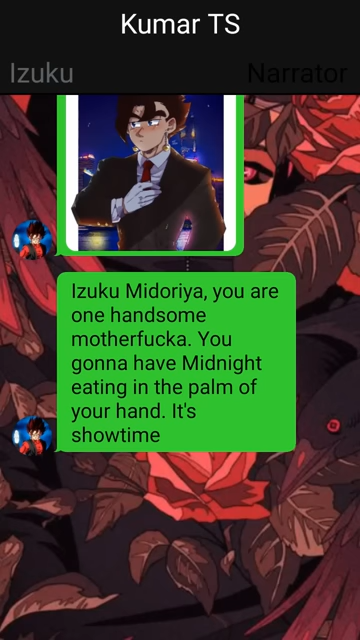 Kumar TS
Izuku Narrator
Izuku Midoriya, you are
one handsome
motherfucka. You
gonna have Midnight
eating in the palm of
your hand. It's
showtime